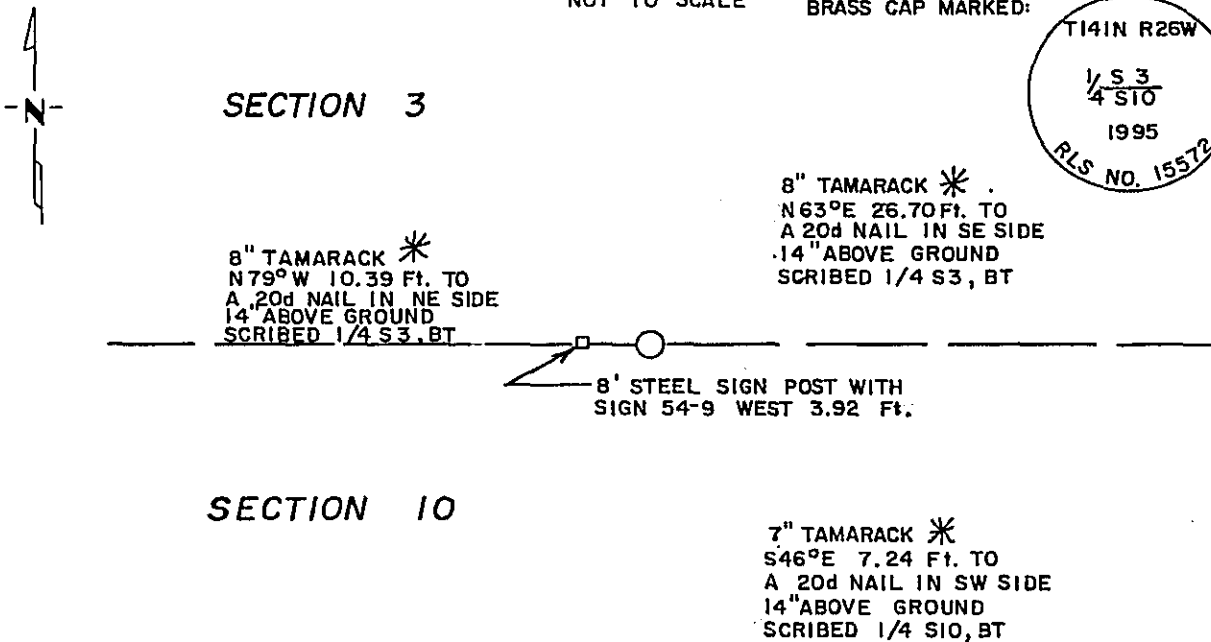 NOT TO SCALE
BRASS CAP MARKED:
T141N R26W
1/4 S 3
S10
1995
RLS NO. 15572
N
SECTION 3
8" TAMARACK
N63°E 26.70 Ft. TO
A 20d NAIL IN SE SIDE
14" ABOVE GROUND
SCRIBED 1/4 S3, BT
8" TAMARACK
N79°W 10.39 Ft. TO
A 20d NAIL IN NE SIDE
14" ABOVE GROUND
SCRIBED 1/4 S3, BT
8' STEEL SIGN POST WITH
SIGN 54-9 WEST 3.92 Ft.
SECTION 10
7" TAMARACK
S46°E 7.24 Ft. TO
A 20d NAIL IN SW SIDE
14" ABOVE GROUND
SCRIBED 1/4 S10, BT